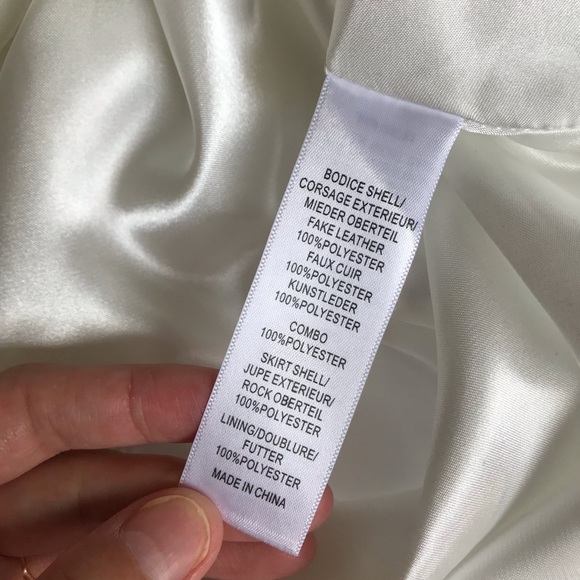 BODICE SHELL/
CORSAGE EXTERIEUR/
MIEDER OBERTEIL
FAKE LEATHER
100%POLYESTER
FAUX CUIR
100%POLYESTER
KUNSTLEDER
100%POLYESTER
COMBO
100%POLYESTER
SKIRT SHELL/
JUPE EXTERIEUR/
ROCK OBERTEIL
100%POLYESTER
LINING/DOUBLURE/
FUTTER
100%POLYESTER
MADE IN CHINA